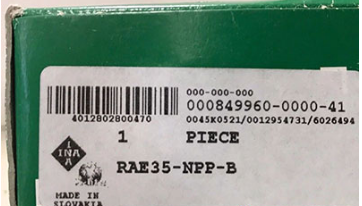 000-000-000
000849960-0000-41
4012802800470
0045K0521/0012954731/6026494
1 PIECE
INA
RAE35-NPP-B
MADE IN
SLOVAKIA